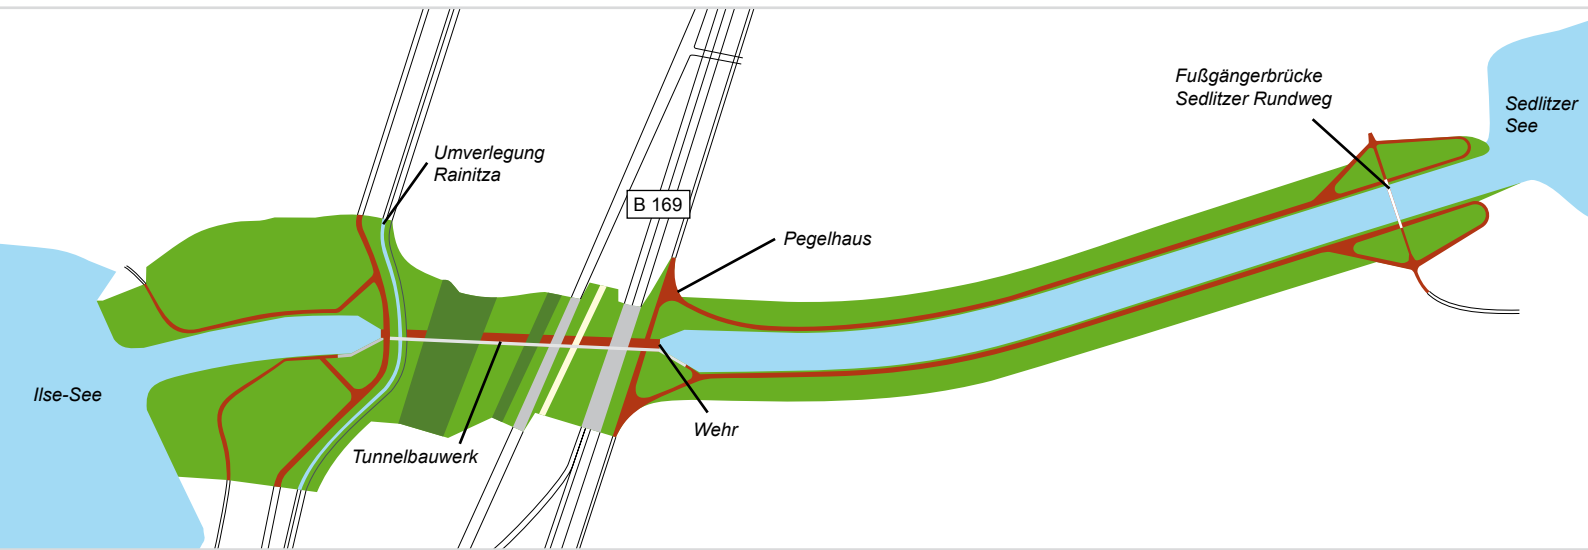 Fußgängerbrücke
Sedlitzer Rundweg
Sedlitzer
See
Umverlegung
Rainitza
B 169
Pegelhaus
Ilse-See
Wehr
Tunnelbauwerk